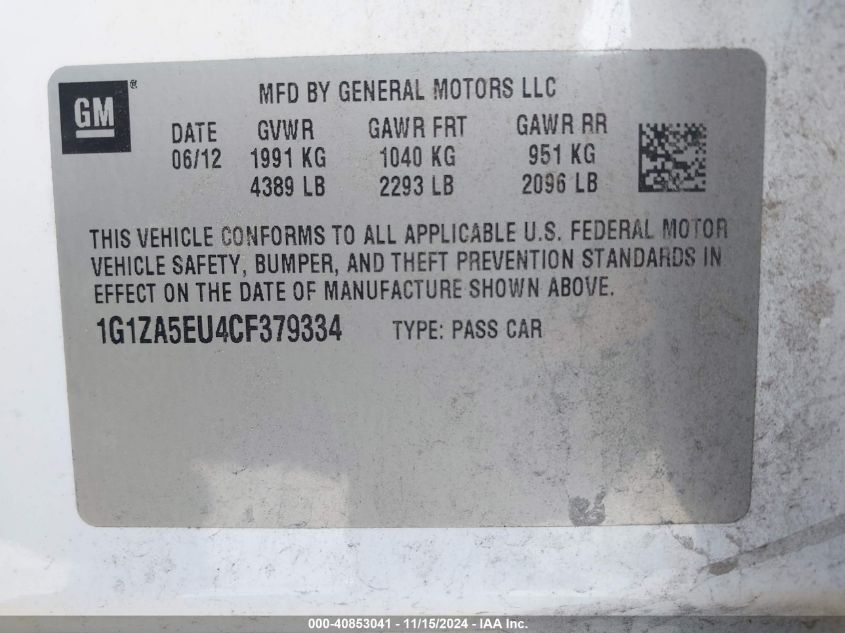 GM®
MFD BY GENERAL MOTORS LLC
DATE GVWR GAWR FRT GAWR RR
06/12 1991 KG 1040 KG 951 KG
4389 LB 2293 LB 2096 LB
THIS VEHICLE CONFORMS TO ALL APPLICABLE U.S. FEDERAL MOTOR
VEHICLE SAFETY, BUMPER, AND THEFT PREVENTION STANDARDS IN
EFFECT ON THE DATE OF MANUFACTURE SHOWN ABOVE.
1G1ZA5EU4CF379334 TYPE: PASS CAR
000-40853041 - 11/15/2024 - IAA Inc.